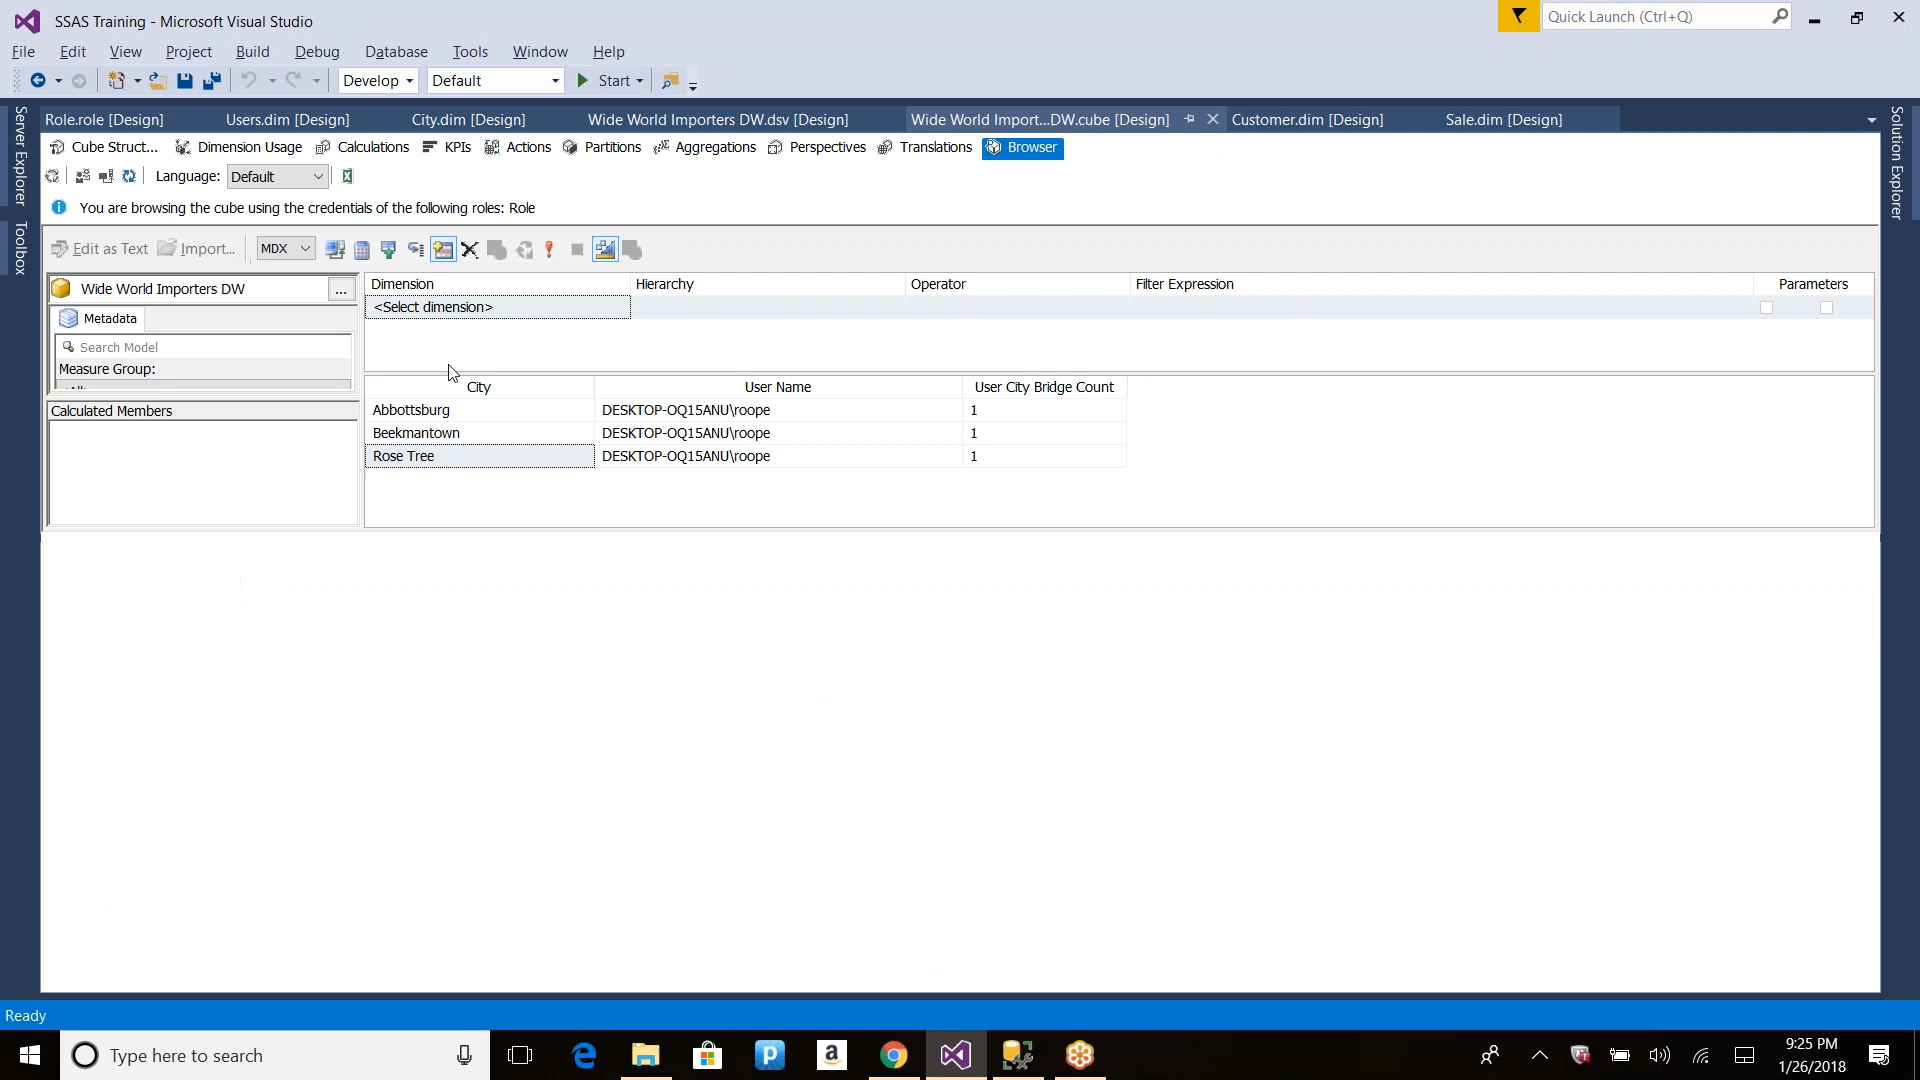 SSAS Training - Microsoft Visual Studio
Quick Launch (Ctrl+Q)
File Edit View Project Build Debug Database Tools Window Help
Develop Default Start
Server Explorer
Toolbox
Solution Explorer
Role.role [Design] Users.dim [Design] City.dim [Design] Wide World Importers DW.dsv [Design] Wide World Import...DW.cube [Design] Customer.dim [Design] Sale.dim [Design]
Cube Struct... Dimension Usage Calculations KPIs Actions Partitions Aggregations Perspectives Translations Browser
Language: Default
You are browsing the cube using the credentials of the following roles: Role
Edit as Text Import... MDX
Wide World Importers DW ...
Metadata
Search Model
Measure Group:
Calculated Members
Dimension Hierarchy Operator Filter Expression Parameters
<Select dimension>
City User Name User City Bridge Count
Abbottsburg DESKTOP-OQ15ANU\roope 1
Beekmantown DESKTOP-OQ15ANU\roope 1
Rose Tree DESKTOP-OQ15ANU\roope 1
Ready
Type here to search
9:25 PM
1/26/2018